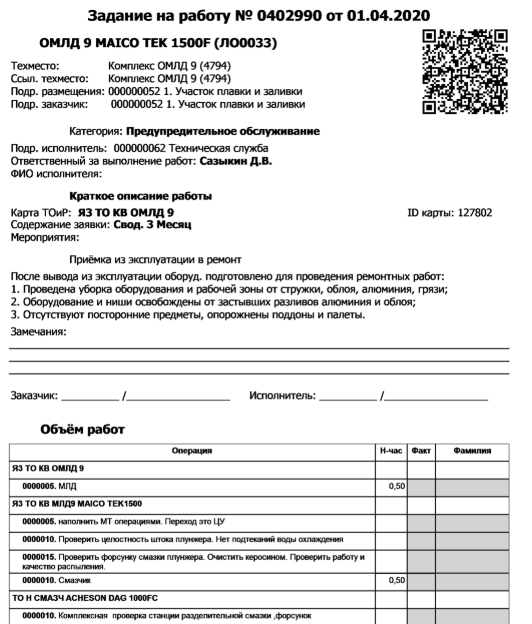 Задание на работу № 0402990 от 01.04.2020
ОМЛД 9 MAICO TEK 1500F (ЛО0033)
Техместо: Комплекс ОМЛД 9 (4794)
Ссыл. техместо: Комплекс ОМЛД 9 (4794)
Подр. размещения: 000000052 1. Участок плавки и заливки
Подр. заказчик: 000000052 1. Участок плавки и заливки
Категория: Предупредительное обслуживание
Подр. исполнитель: 000000062 Техническая служба
Ответственный за выполнение работ: Сазыкин Д.В.
ФИО исполнителя:
Краткое описание работы
Карта ТОиР: ЯЗ ТО КВ ОМЛД 9 ID карты: 127802
Содержание заявки: Свод. 3 Месяц
Мероприятия:
Приёмка из эксплуатации в ремонт
После вывода из эксплуатации оборуд. подготовлено для проведения ремонтных работ:
1. Проведена уборка оборудования и рабочей зоны от стружки, облоя, алюминия, грязи;
2. Оборудование и ниши освобождены от застывших разливов алюминия и облоя;
3. Отсутствуют посторонние предметы, опорожнены поддоны и палеты.
Замечания:
Заказчик: ___________ /____________________ Исполнитель: ___________ /____________________
Объём работ
Операция Н-час Факт Фамилия
ЯЗ ТО КВ ОМЛД 9
0000005. МЛД 0,50
ЯЗ ТО КВ МЛД9 MAICO TEK1500
0000005. наполнить МТ операциями. Переход это ЦУ
0000010. Проверить целостность штока плунжера. Нет подтеканий воды охлаждения
0000015. Проверить форсунку смазки плунжера. Очистить керосином. Проверить работу и
качество распыления.
0000010. Смазчик 0,50
ТО Н СМАЗЧ ACHESON DAG 1000FC
0000010. Комплексная проверка станции разделительной смазки ,форсунок